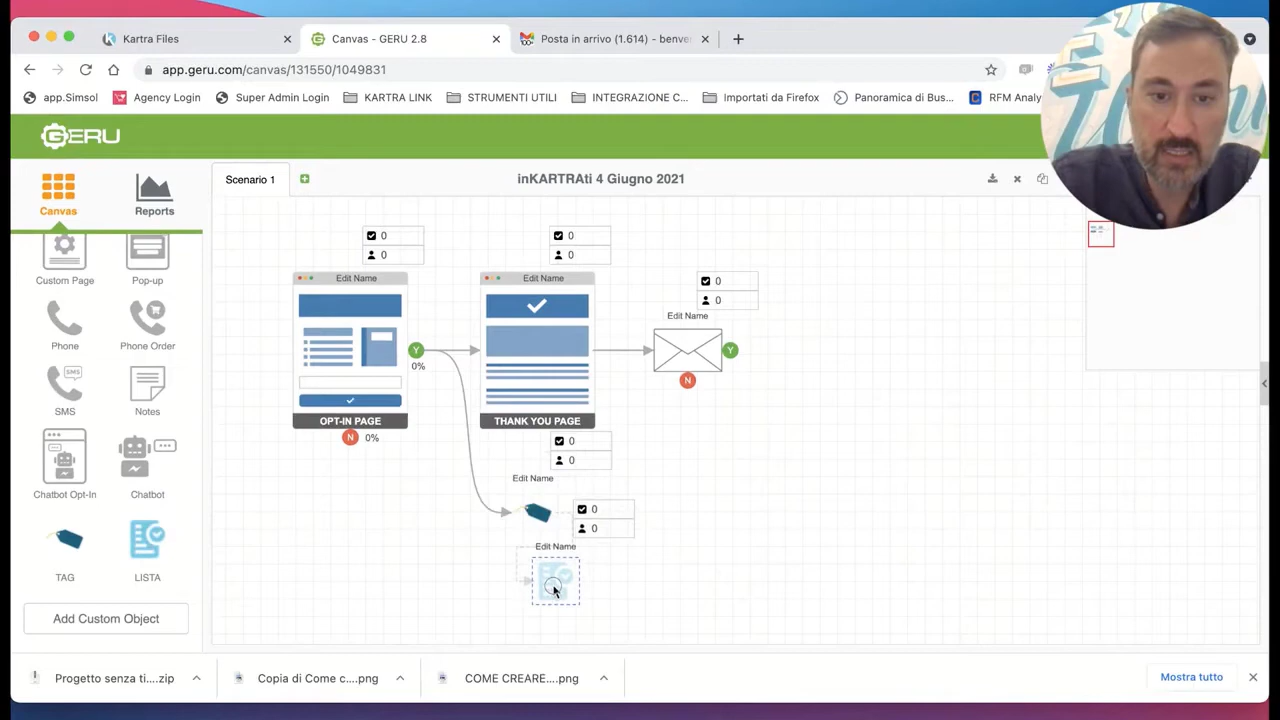 Kartra Files
Canvas - GERU 2.8
Posta in arrivo (1.614) - benve
app.geru.com/canvas/131550/104983
app.Simsol
Agency Login
Super Admin Login
KARTRA LINK
STRUMENTI UTILI
INTEGRAZIONE C...
Importati da Firefox
Panoramica di Bus...
RFM Analy
GERU
Canvas
Reports
Scenario 1
inKARTRAti 4 Giugno 2021
Custom Page
Pop-up
Phone
Phone Order
SMS
SMS
Notes
Chatbot Opt-In
Chatbot
TAG
LISTA
Add Custom Object
0
0
Edit Name
OPT-IN PAGE
Y
0%
N
0%
0
0
Edit Name
THANK YOU PAGE
0
0
Edit Name
Y
N
0
0
Edit Name
0
0
Edit Name
Progetto senza ti....zip
Copia di Come c....png
COME CREARE....png
Mostra tutto